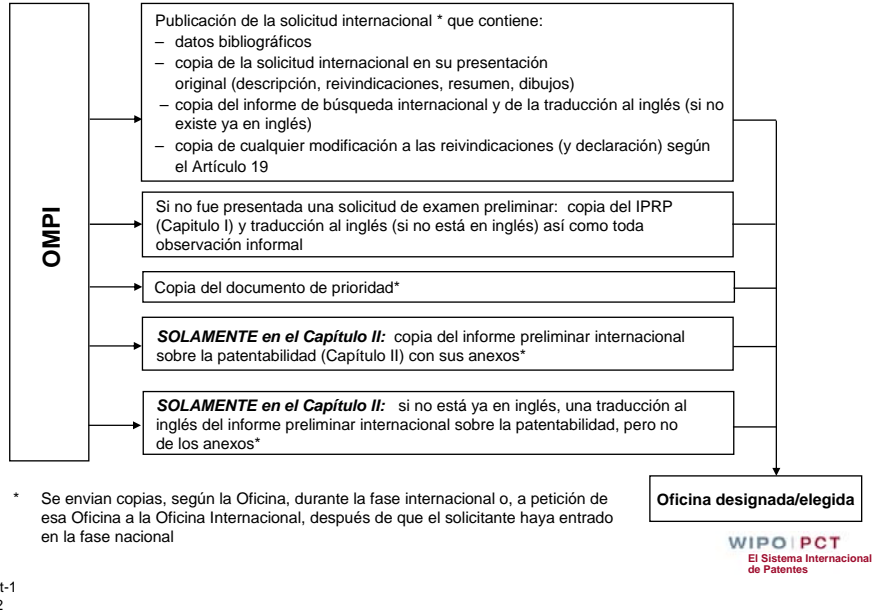 Publicación de la solicitud internacional * que contiene:
– datos bibliográficos
– copia de la solicitud internacional en su presentación
original (descripción, reivindicaciones, resumen, dibujos)
– copia del informe de búsqueda internacional y de la traducción al inglés (si no
existe ya en inglés)
– copia de cualquier modificación a las reivindicaciones (y declaración) según
el Artículo 19
OMPI
Si no fue presentada una solicitud de examen preliminar: copia del IPRP
(Capitulo I) y traducción al inglés (si no está en inglés) así como toda
observación informal
Copia del documento de prioridad*
SOLAMENTE en el Capítulo II: copia del informe preliminar internacional
sobre la patentabilidad (Capítulo II) con sus anexos*
SOLAMENTE en el Capítulo II: si no está ya en inglés, una traducción al
inglés del informe preliminar internacional sobre la patentabilidad, pero no
de los anexos*
* Se envian copias, según la Oficina, durante la fase internacional o, a petición de
esa Oficina a la Oficina Internacional, después de que el solicitante haya entrado
en la fase nacional
Oficina designada/elegida
WIPO|PCT
El Sistema Internacional
de Patentes
t-1
2